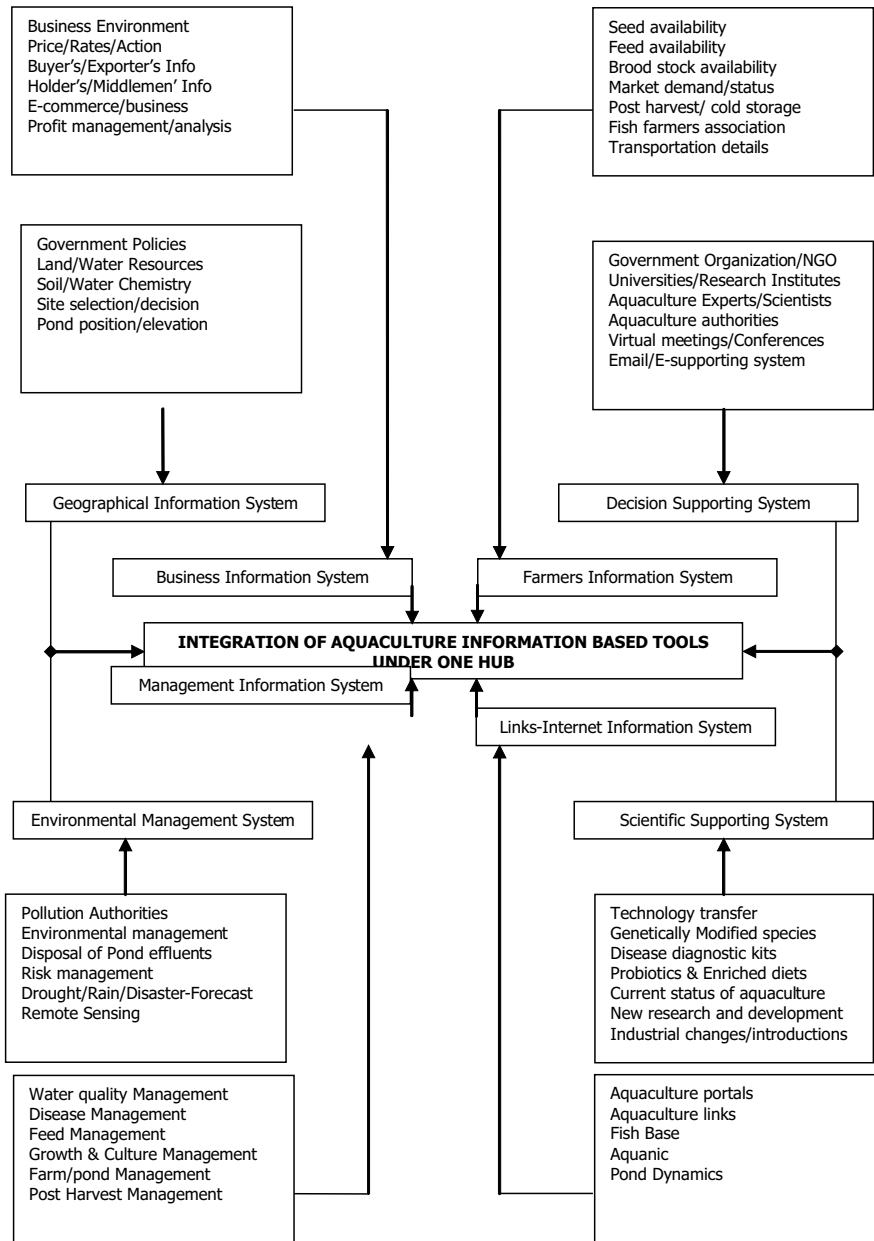 Business Environment
Price/Rates/Action
Buyer's/Exporter's Info
Holder's/Middlemen' Info
E-commerce/business
Profit management/analysis
Seed availability
Feed availability
Brood stock availability
Market demand/status
Post harvest/ cold storage
Fish farmers association
Transportation details
Government Policies
Land/Water Resources
Soil/Water Chemistry
Site selection/decision
Pond position/elevation
Government Organization/NGO
Universities/Research Institutes
Aquaculture Experts/Scientists
Aquaculture authorities
Virtual meetings/Conferences
Email/E-supporting system
Geographical Information System
Decision Supporting System
Business Information System
Farmers Information System
INTEGRATION OF AQUACULTURE INFORMATION BASED TOOLS
UNDER ONE HUB
Management Information System
Links-Internet Information System
Environmental Management System
Scientific Supporting System
Pollution Authorities
Environmental management
Disposal of Pond effluents
Risk management
Drought/Rain/Disaster-Forecast
Remote Sensing
Technology transfer
Genetically Modified species
Disease diagnostic kits
Probiotics & Enriched diets
Current status of aquaculture
New research and development
Industrial changes/introductions
Water quality Management
Disease Management
Feed Management
Growth & Culture Management
Farm/pond Management
Post Harvest Management
Aquaculture portals
Aquaculture links
Fish Base
Aquanic
Pond Dynamics